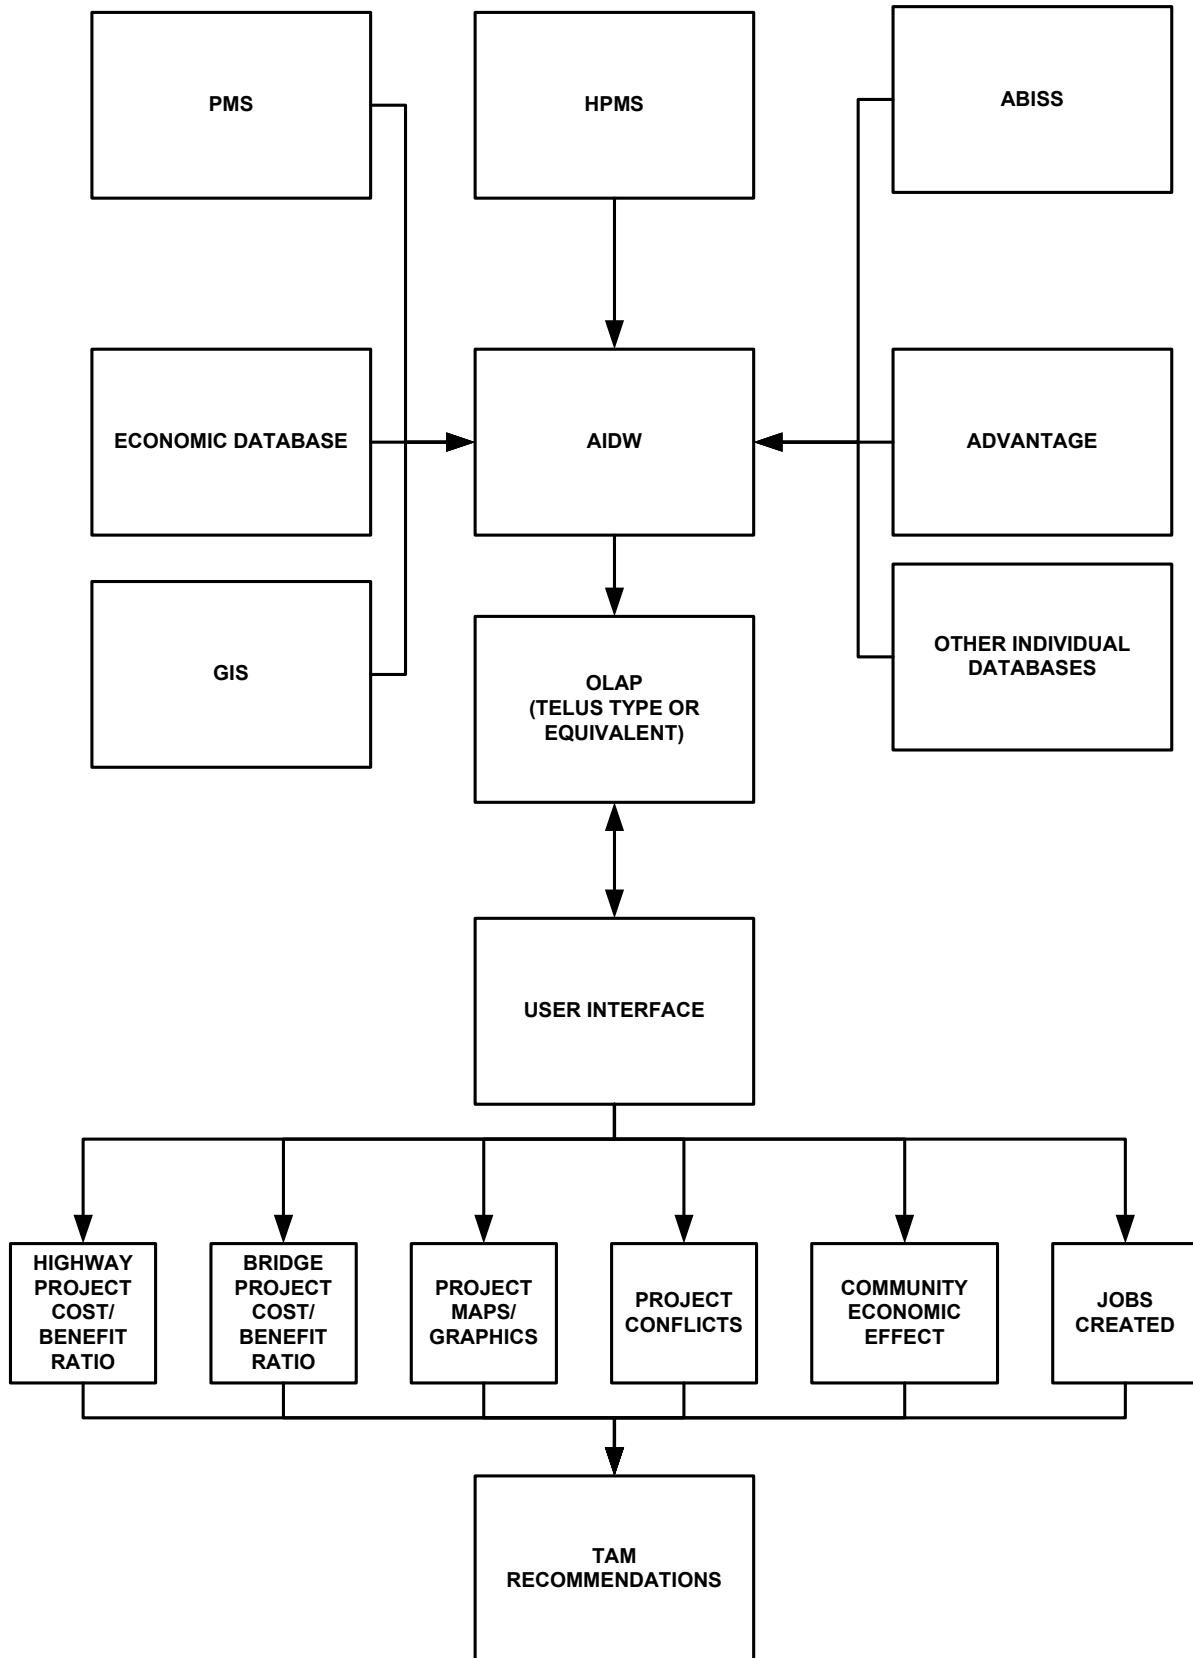 PMS
HPMS
ABISS
ECONOMIC DATABASE
AIDW
ADVANTAGE
GIS
OLAP
(TELUS TYPE OR
EQUIVALENT)
OTHER INDIVIDUAL
DATABASES
USER INTERFACE
HIGHWAY
PROJECT
COST/
BENEFIT
RATIO
BRIDGE
PROJECT
COST/
BENEFIT
RATIO
PROJECT
MAPS/
GRAPHICS
PROJECT
CONFLICTS
COMMUNITY
ECONOMIC
EFFECT
JOBS
CREATED
TAM
RECOMMENDATIONS